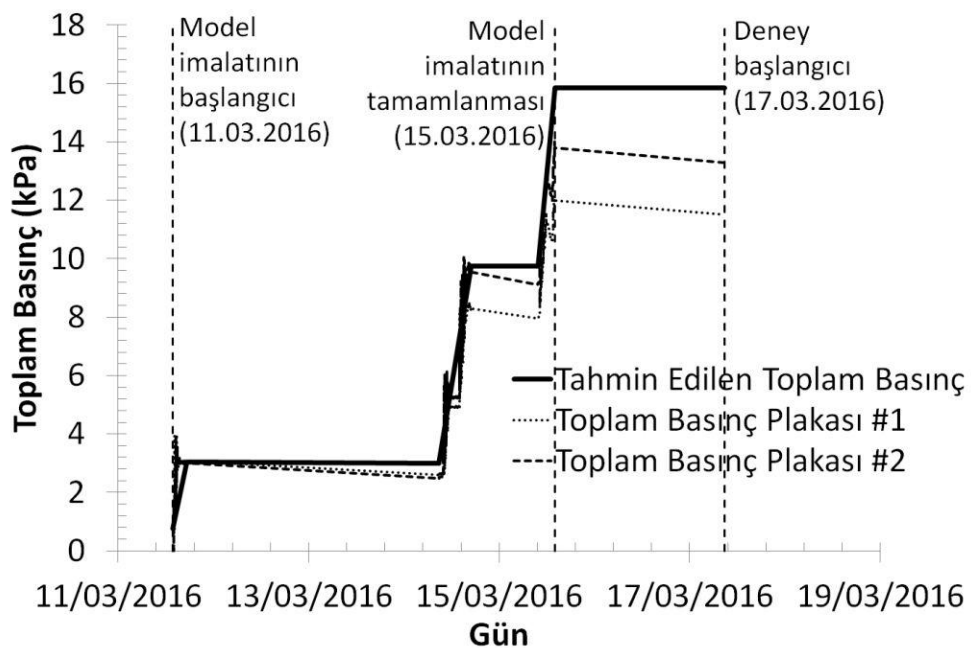 Model
imalatının
başlangıcı
(11.03.2016)
Model
imalatının
tamamlanması
(15.03.2016)
Deney
başlangıcı
(17.03.2016)
Toplam Basınç (kPa)
18
16
14
12
10
8
6
4
2
0
Tahmin Edilen Toplam Basınç
Toplam Basınç Plakası #1
Toplam Basınç Plakası #2
11/03/2016 13/03/2016 15/03/2016 17/03/2016 19/03/2016
Gün